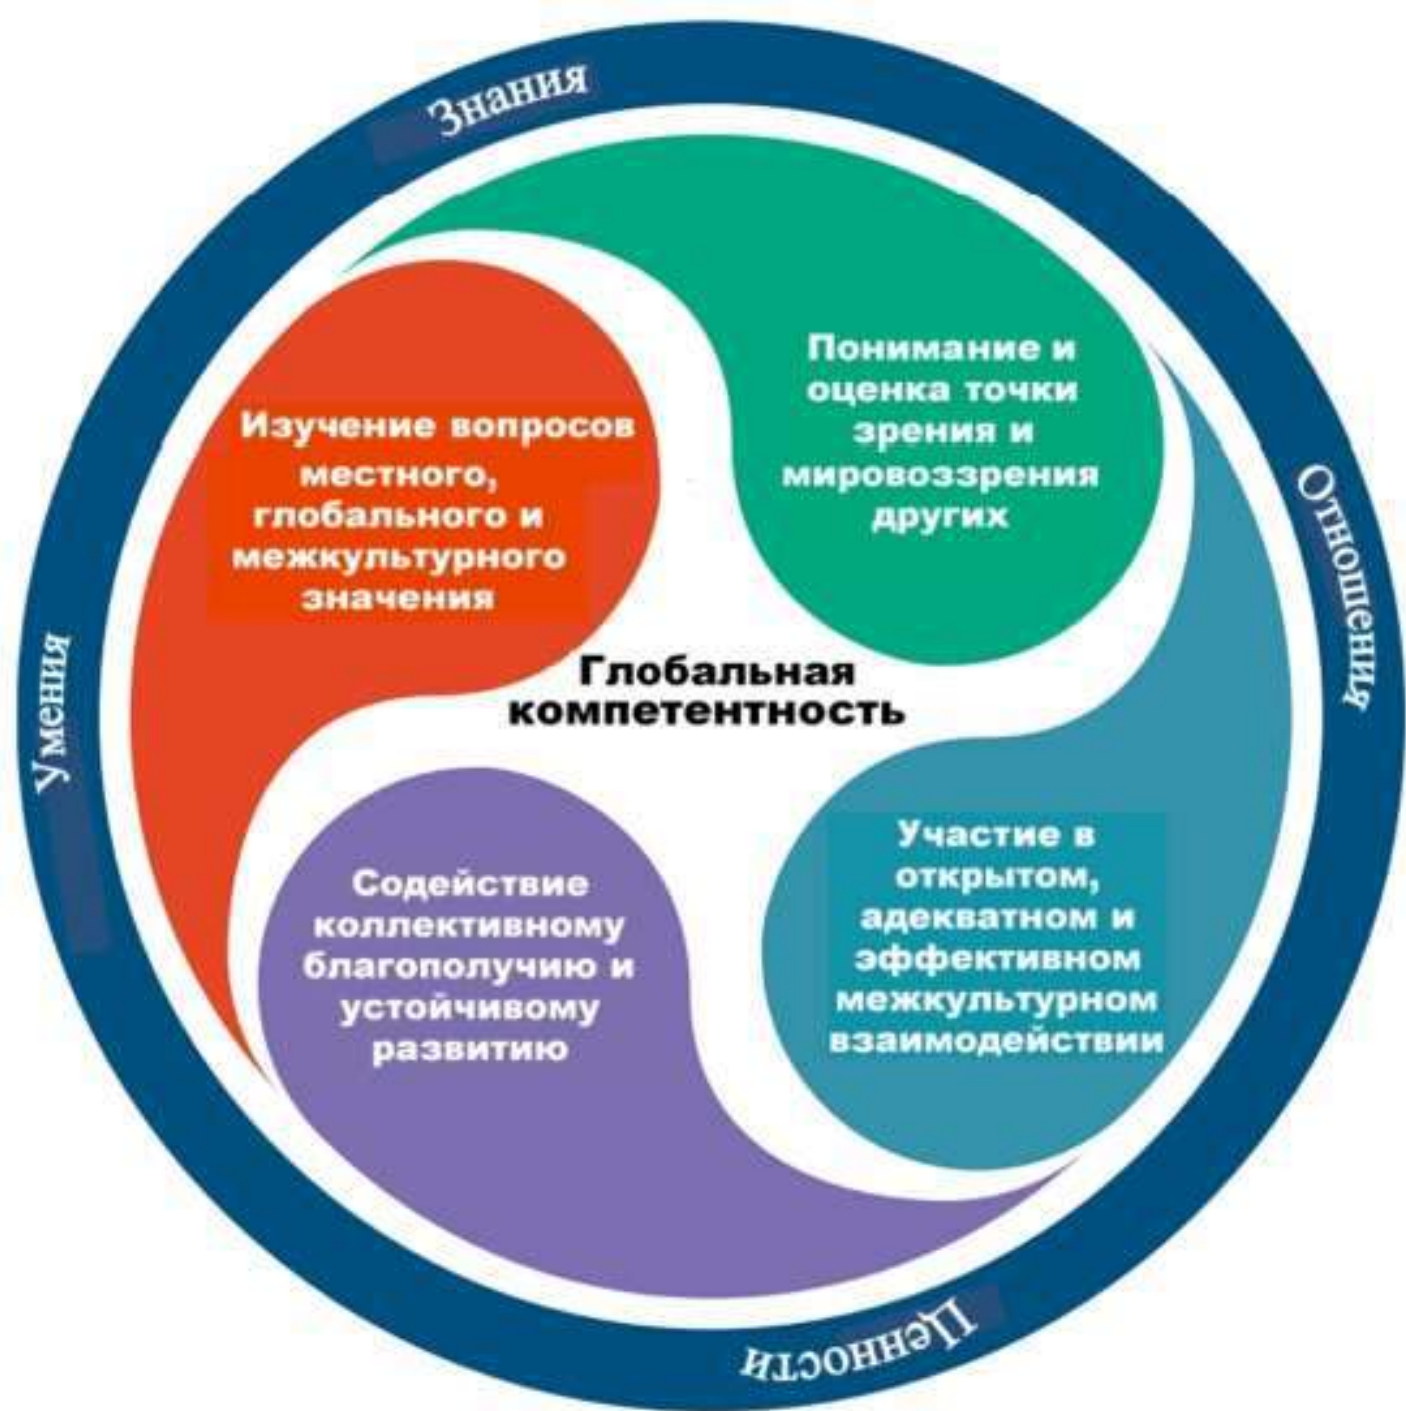 Знания
Изучение вопросов
местного,
глобального и
межкультурного
значения
Понимание и
оценка точки
зрения и
мировоззрения
других
Отношения
Умения
Глобальная
компетентность
Содействие
коллективному
благополучию и
устойчивому
развитию
Участие в
открытом,
адекватном и
эффективном
межкультурном
взаимодействии
Ценности